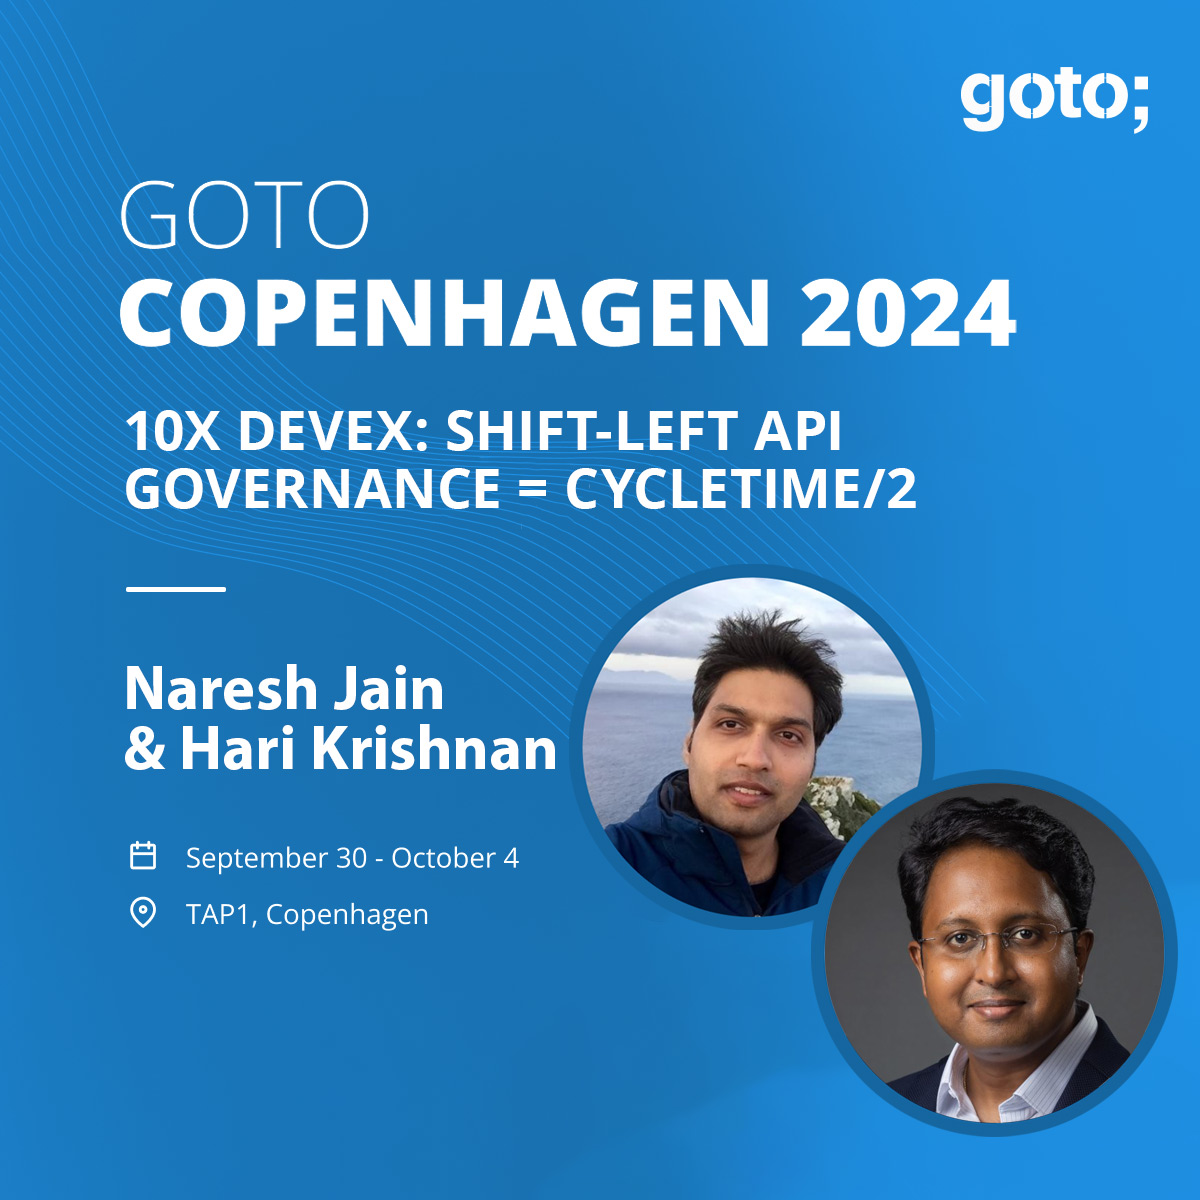 goto;
GOTO
COPENHAGEN 2024
10X DEVEX: SHIFT-LEFT API
GOVERNANCE = CYCLETIME/2
Naresh Jain
& Hari Krishnan
September 30 - October 4
TAP1, Copenhagen